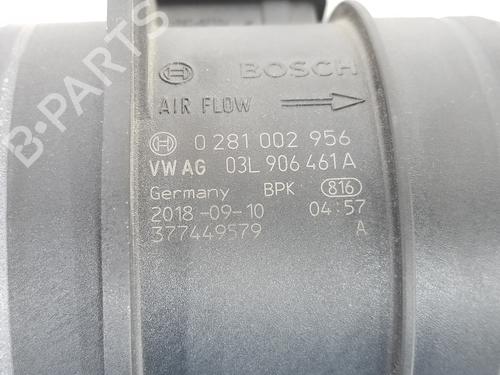 BOSCH
AIR FLOW
0 281 002 956
VW AG 03L 906 461 A
Germany BPK 816
2018-09-10 04:57
377449579 A
B-PARTS